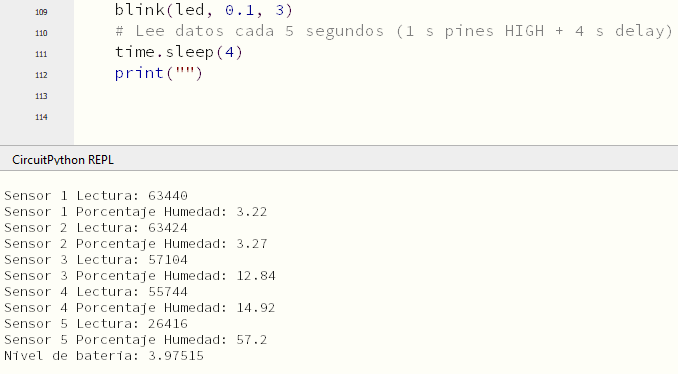 109 blink(led, 0.1, 3)
110 # Lee datos cada 5 segundos (1 s pines HIGH + 4 s delay)
111 time.sleep(4)
112 print("")
113
114
CircuitPython REPL
Sensor 1 Lectura: 63440
Sensor 1 Porcentaje Humedad: 3.22
Sensor 2 Lectura: 63424
Sensor 2 Porcentaje Humedad: 3.27
Sensor 3 Lectura: 57104
Sensor 3 Porcentaje Humedad: 12.84
Sensor 4 Lectura: 55744
Sensor 4 Porcentaje Humedad: 14.92
Sensor 5 Lectura: 26416
Sensor 5 Porcentaje Humedad: 57.2
Nivel de batería: 3.97515